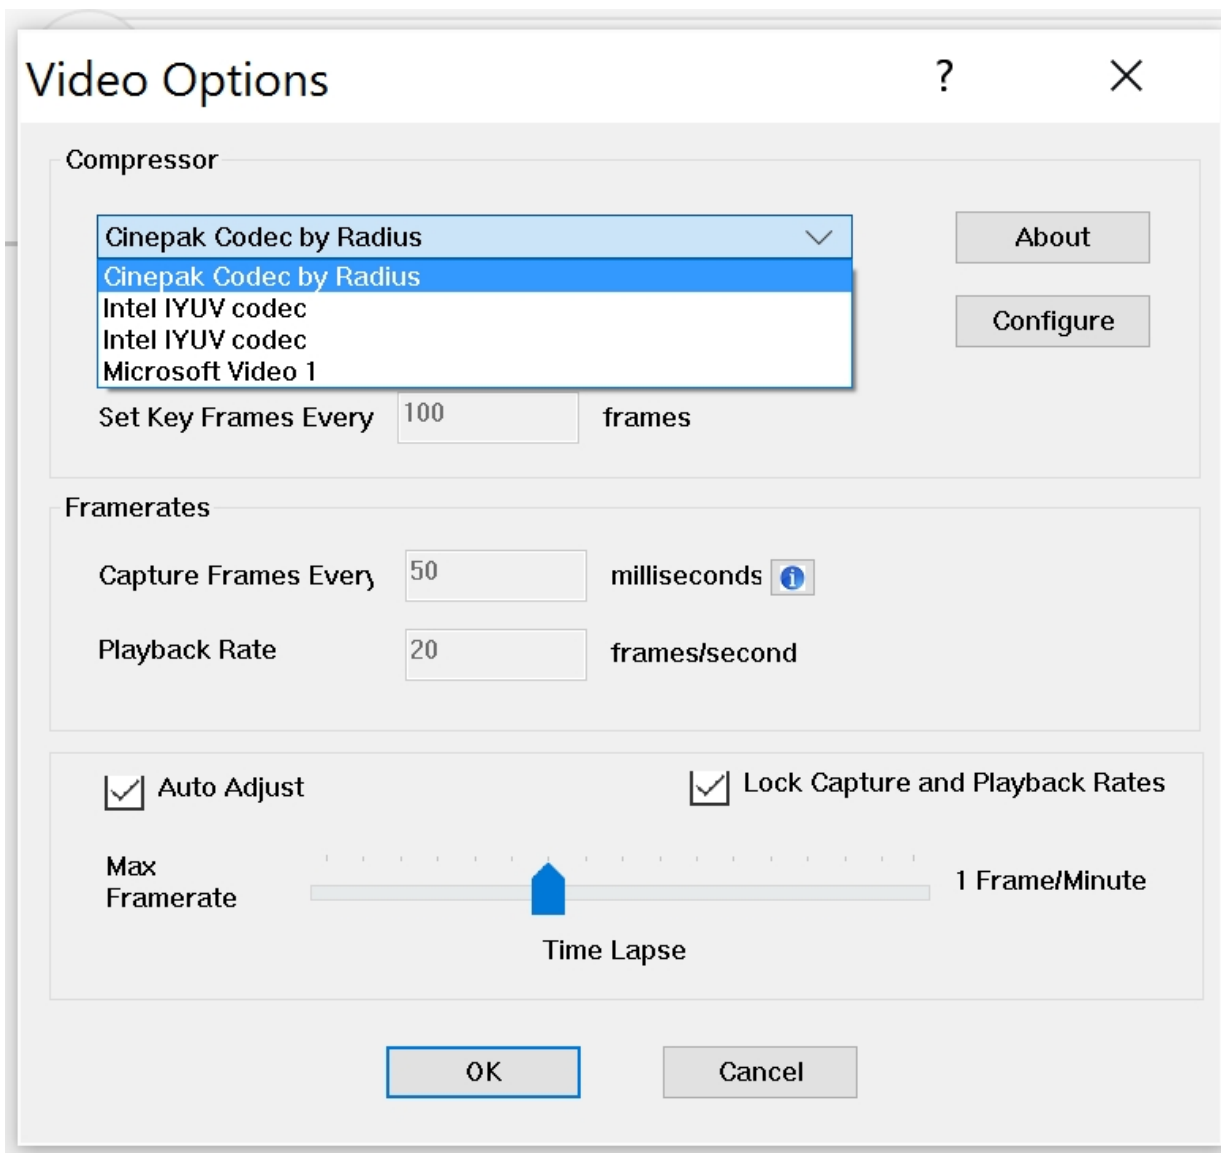 Video Options
?
Compressor
Cinepak Codec by Radius
About
Cinepak Codec by Radius
Intel IYUV codec
Intel IYUV codec
Microsoft Video 1
Configure
Set Key Frames Every 100 frames
Framerates
Capture Frames Every 50 milliseconds i
Playback Rate 20 frames/second
Auto Adjust
Lock Capture and Playback Rates
Max
Framerate
1 Frame/Minute
Time Lapse
OK
Cancel